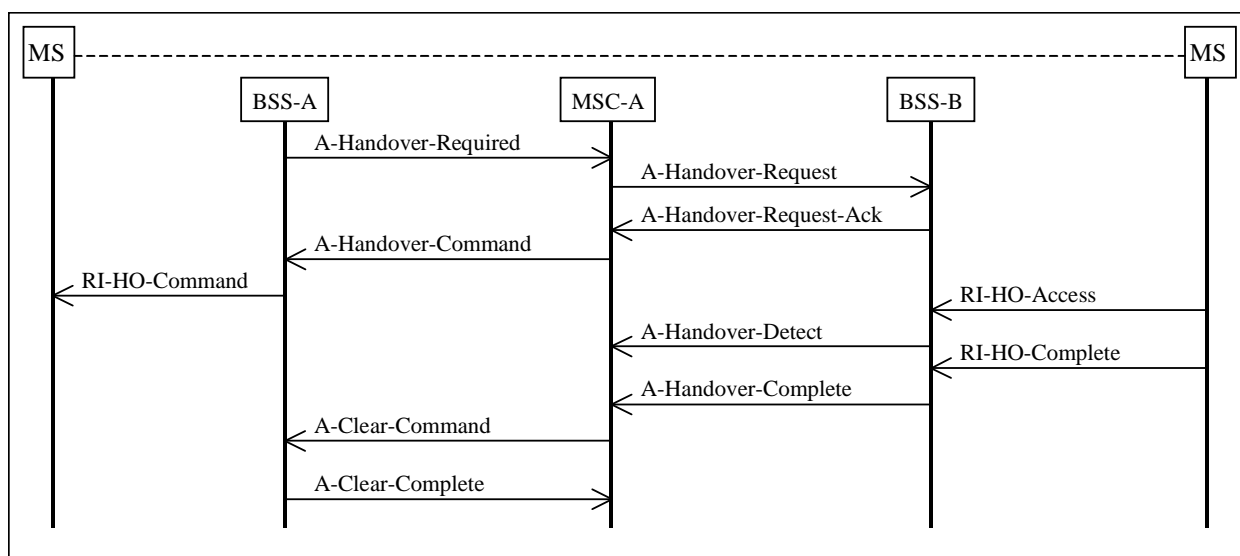 MS
MS
BSS-A
MSC-A
BSS-B
A-Handover-Required
A-Handover-Request
A-Handover-Request-Ack
A-Handover-Command
RI-HO-Command
RI-HO-Access
A-Handover-Detect
RI-HO-Complete
A-Handover-Complete
A-Clear-Command
A-Clear-Complete